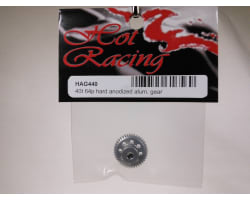 Hot
Racing
HAG440
40t 64p hard anodized alum. gear